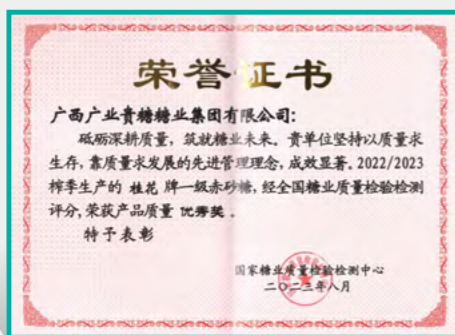 荣誉证书
广西广业贵糖糖业集团有限公司:
砥砺深耕质量，筑就糖业未来。贵单位坚持以质量求
生存，靠质量求发展的先进管理理念，成效显著。2022/2023
榨季生产的 桂花 牌一级赤砂糖，经全国糖业质量检验检测
评分，荣获产品质量 优秀奖 。
特予表彰
国家糖业质量检验检测中心
二〇二三年八月